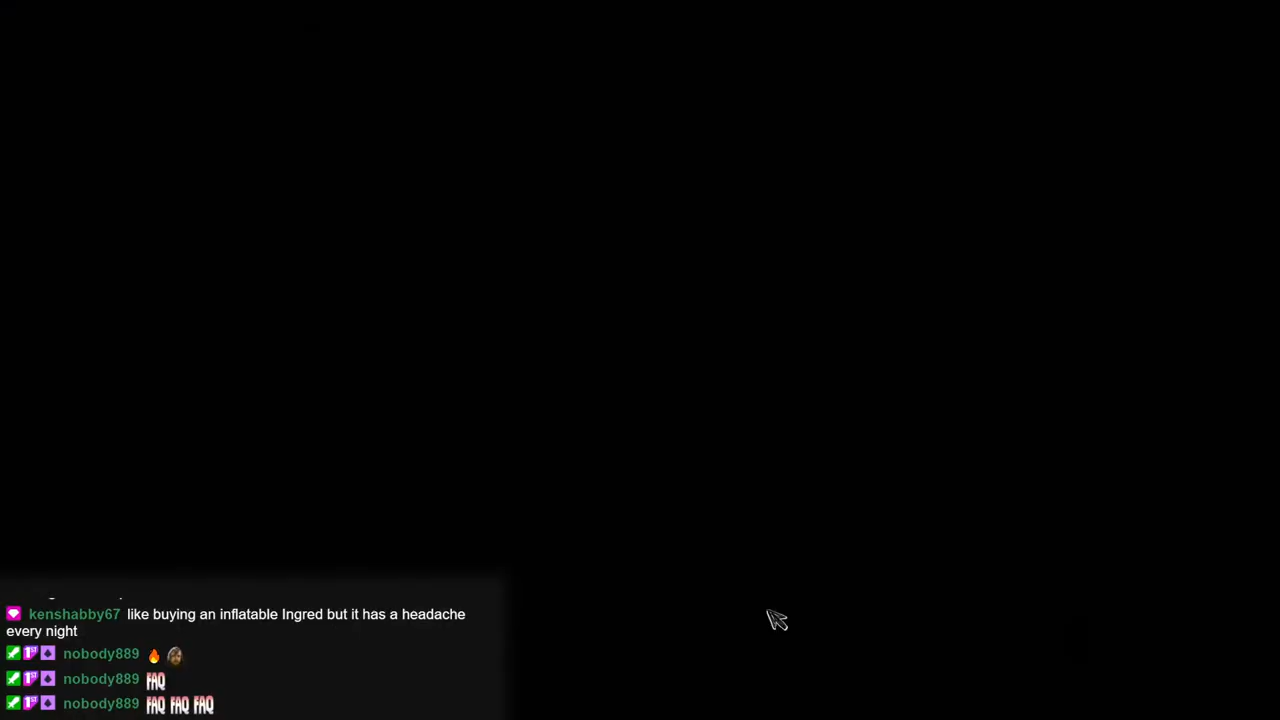 kenshabby67 like buying an inflatable Ingred but it has a headache
every night
nobody889
nobody889 FAQ
nobody889 FAQ FAQ FAQ